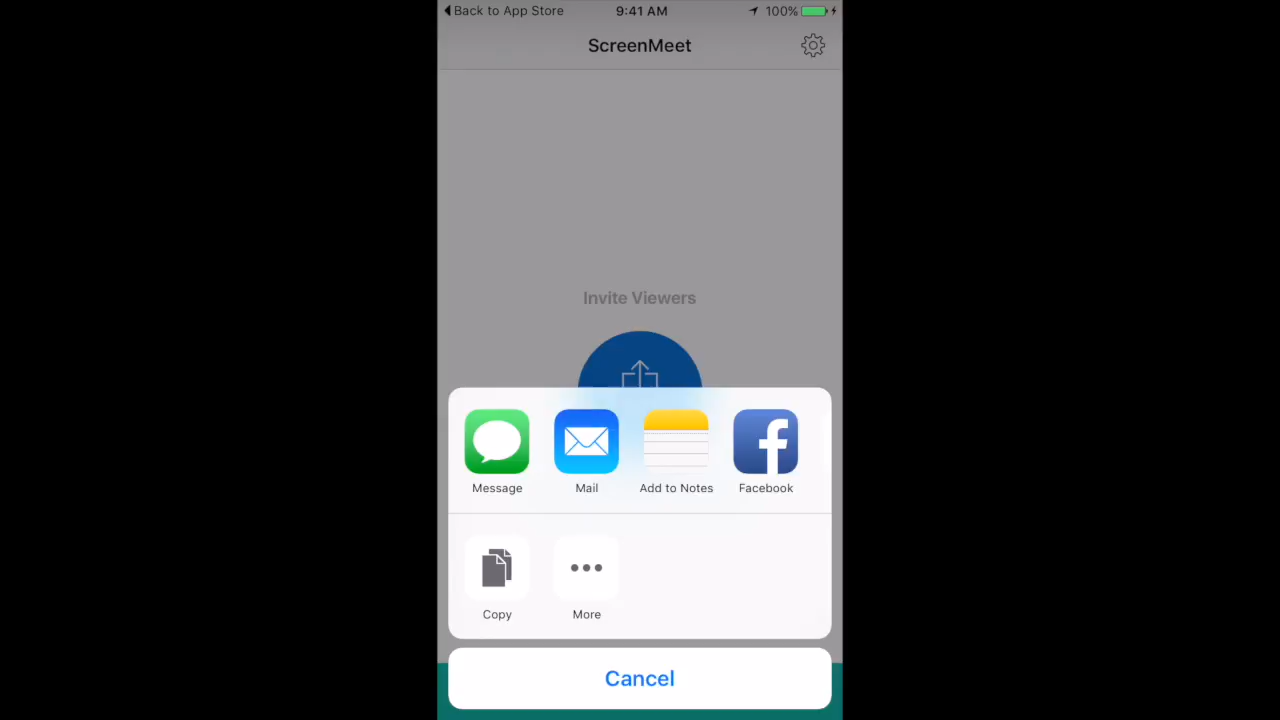 Back to App Store 9:41 AM 100%
ScreenMeet
Invite Viewers
Message Mail Add to Notes Facebook
Copy More
Cancel